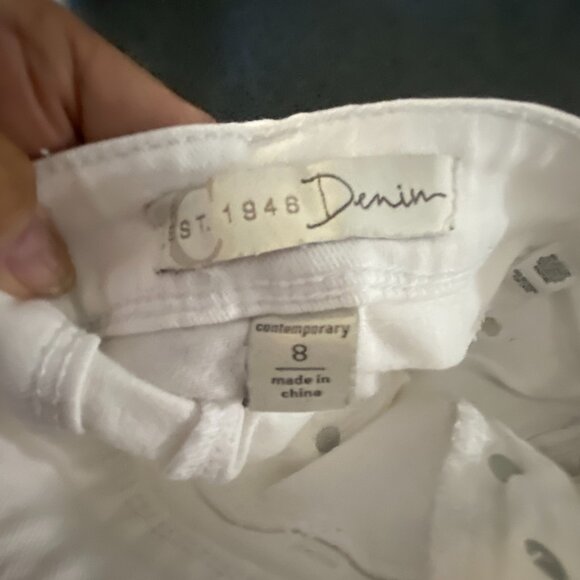 EST. 1946 Denim
contemporary
8
made in
china